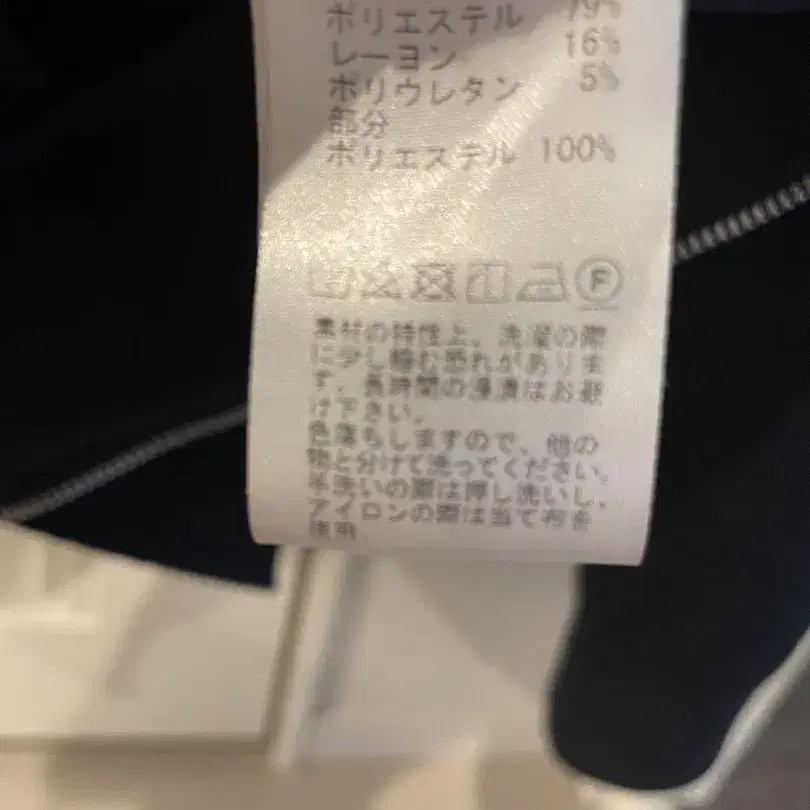 ポリエステル 79%
レーヨン 16%
ポリウレタン 5%
部分
ポリエステル 100%
F
素材の特性上、洗濯の際
に少し縮む恐れがありま
す。長時間の浸漬はお避
け下さい。
色落ちしますので、他の
物と分けて洗ってください。
手洗いの際は押し洗いし、
アイロンの際は当て布を
使用